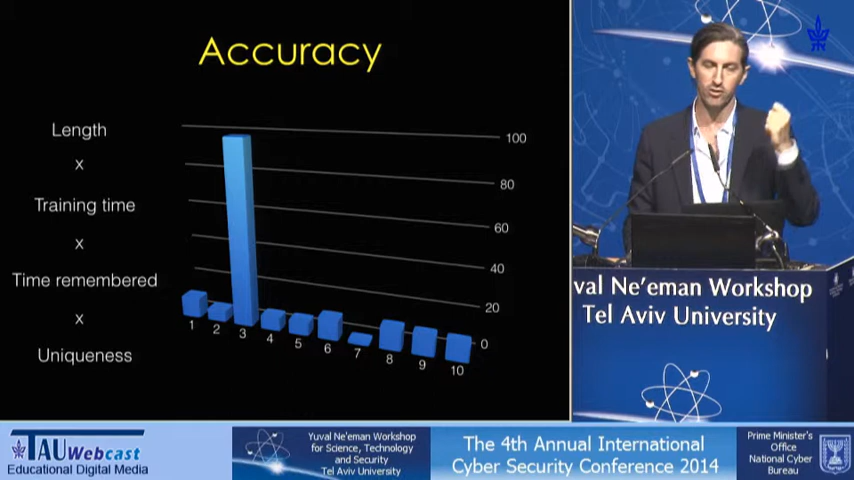 Accuracy
Length
x
Training time
x
Time remembered
x
Uniqueness
100
80
60
40
20
0
1
2
3
4
5
6
7
8
9
10
val Ne'eman Workshop
Tel Aviv University
TAU Webcast
Educational Digital Media
Yuval Ne'eman Workshop
for Science, Technology
and Security
Tel Aviv University
The 4th Annual International
Cyber Security Conference 2014
Prime Minister's
Office
National Cyber
Bureau